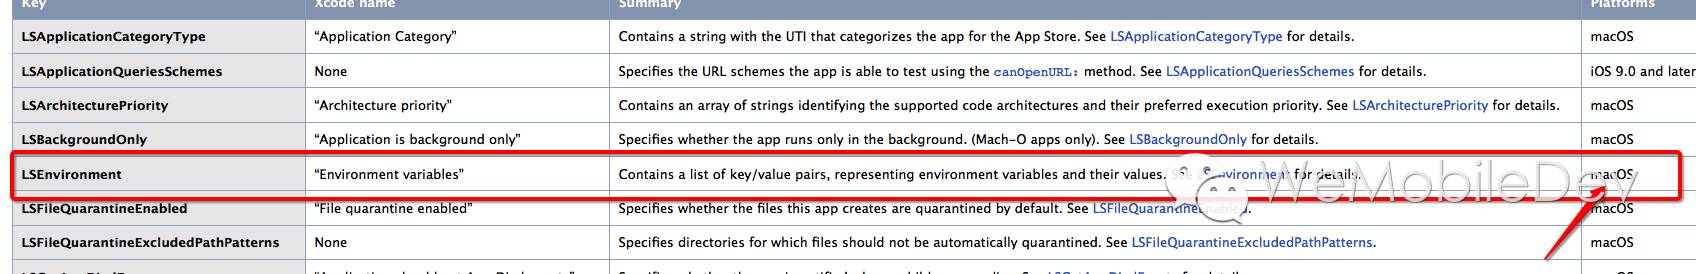 Key Xcode name Summary Platforms
LSApplicationCategoryType “Application Category” Contains a string with the UTI that categorizes the app for the App Store. See LSApplicationCategoryType for details. macOS
LSApplicationQueriesSchemes None Specifies the URL schemes the app is able to test using the canOpenURL: method. See LSApplicationQueriesSchemes for details. iOS 9.0 and later
LSArchitecturePriority “Architecture priority” Contains an array of strings identifying the supported code architectures and their preferred execution priority. See LSArchitecturePriority for details. macOS
LSBackgroundOnly “Application is background only” Specifies whether the app runs only in the background. (Mach-O apps only). See LSBackgroundOnly for details. macOS
LSEnvironment “Environment variables” Contains a list of key/value pairs, representing environment variables and their values. See LSEnvironment for details. macOS
WeMobileDev
LSFileQuarantineEnabled “File quarantine enabled” Specifies whether the files this app creates are quarantined by default. See LSFileQuarantineEnabled. macOS
LSFileQuarantineExcludedPathPatterns None Specifies directories for which files should not be automatically quarantined. See LSFileQuarantineExcludedPathPatterns. macOS